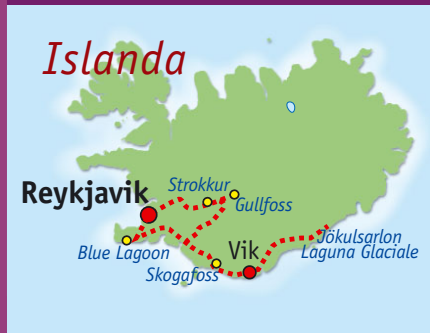 Islanda
Strokkur
Reykjavik
Gullfoss
Blue Lagoon
Vik
Jökulsarlon
Laguna Glaciale
Skogafoss